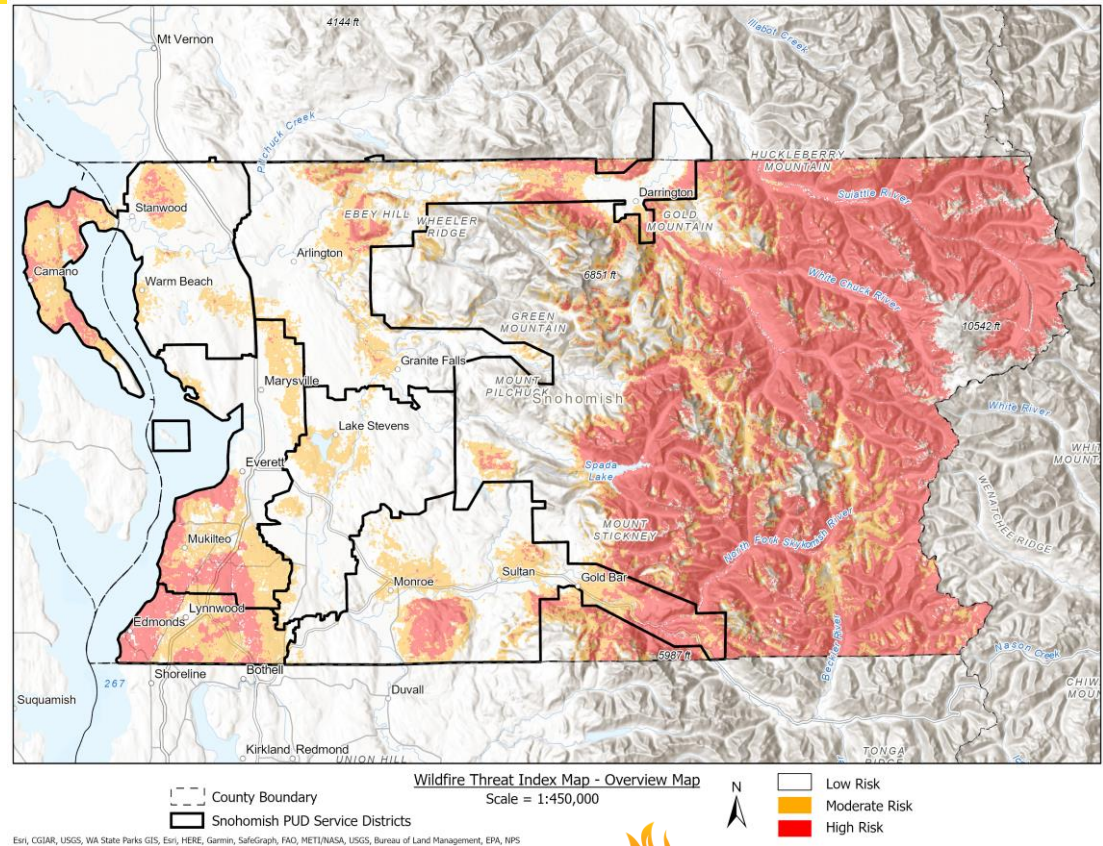 4144 ft
Illabot Creek
Mt Vernon
Pilchuck Creek
HUCKLEBERRY
MOUNTAIN
Suiattle River
Stanwood
Darrington
EBEY HILL
WHEELER
RIDGE
GOLD
MOUNTAIN
Arlington
Camano
Warm Beach
6851 ft
White Chuck River
GREEN
MOUNTAIN
10542 ft
Granite Falls
Marysville
MOUNT
PILCHUCK
Snohomish
White River
Lake Stevens
WHIT
MOUNT.
Everett
Spada
Lake
WENATCHEE RIDGE
MOUNT
STICKNEY
North Fork Skykomish River
Mukilteo
Sultan
Gold Bar
Monroe
Lynnwood
Edmonds
Beckler River
Nason Creek
5987 ft
Shoreline
Bothell
267
Duvall
CHIW
MOUN
Suquamish
Kirkland
Redmond
UNION HILL
TONGA
RIDGE
Wildfire Threat Index Map - Overview Map
Scale = 1:450,000
County Boundary
Snohomish PUD Service Districts
N
Low Risk
Moderate Risk
High Risk
Esri, CGIAR, USGS, WA State Parks GIS, Esri, HERE, Garmin, SafeGraph, FAO, METI/NASA, USGS, Bureau of Land Management, EPA, NPS